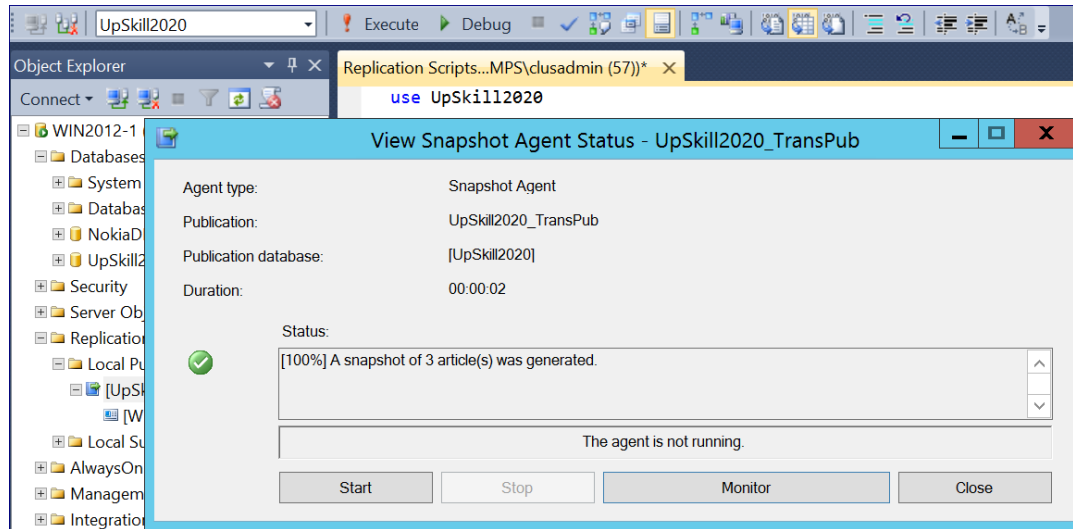 UpSkill2020
Execute
Debug
Object Explorer
Replication Scripts...MPS\clusadmin (57))*
Connect
use UpSkill2020
WIN2012-1 (
Databases
System
Databas
NokiaD
UpSkill2
Security
Server Ob
Replication
Local Pu
[UpSk
[W
Local Su
AlwaysOn
Managem
Integration
View Snapshot Agent Status - UpSkill2020_TransPub
Agent type:
Snapshot Agent
Publication:
UpSkill2020_TransPub
Publication database:
[UpSkill2020]
Duration:
00:00:02
Status:
[100%] A snapshot of 3 article(s) was generated.
The agent is not running.
Start
Stop
Monitor
Close